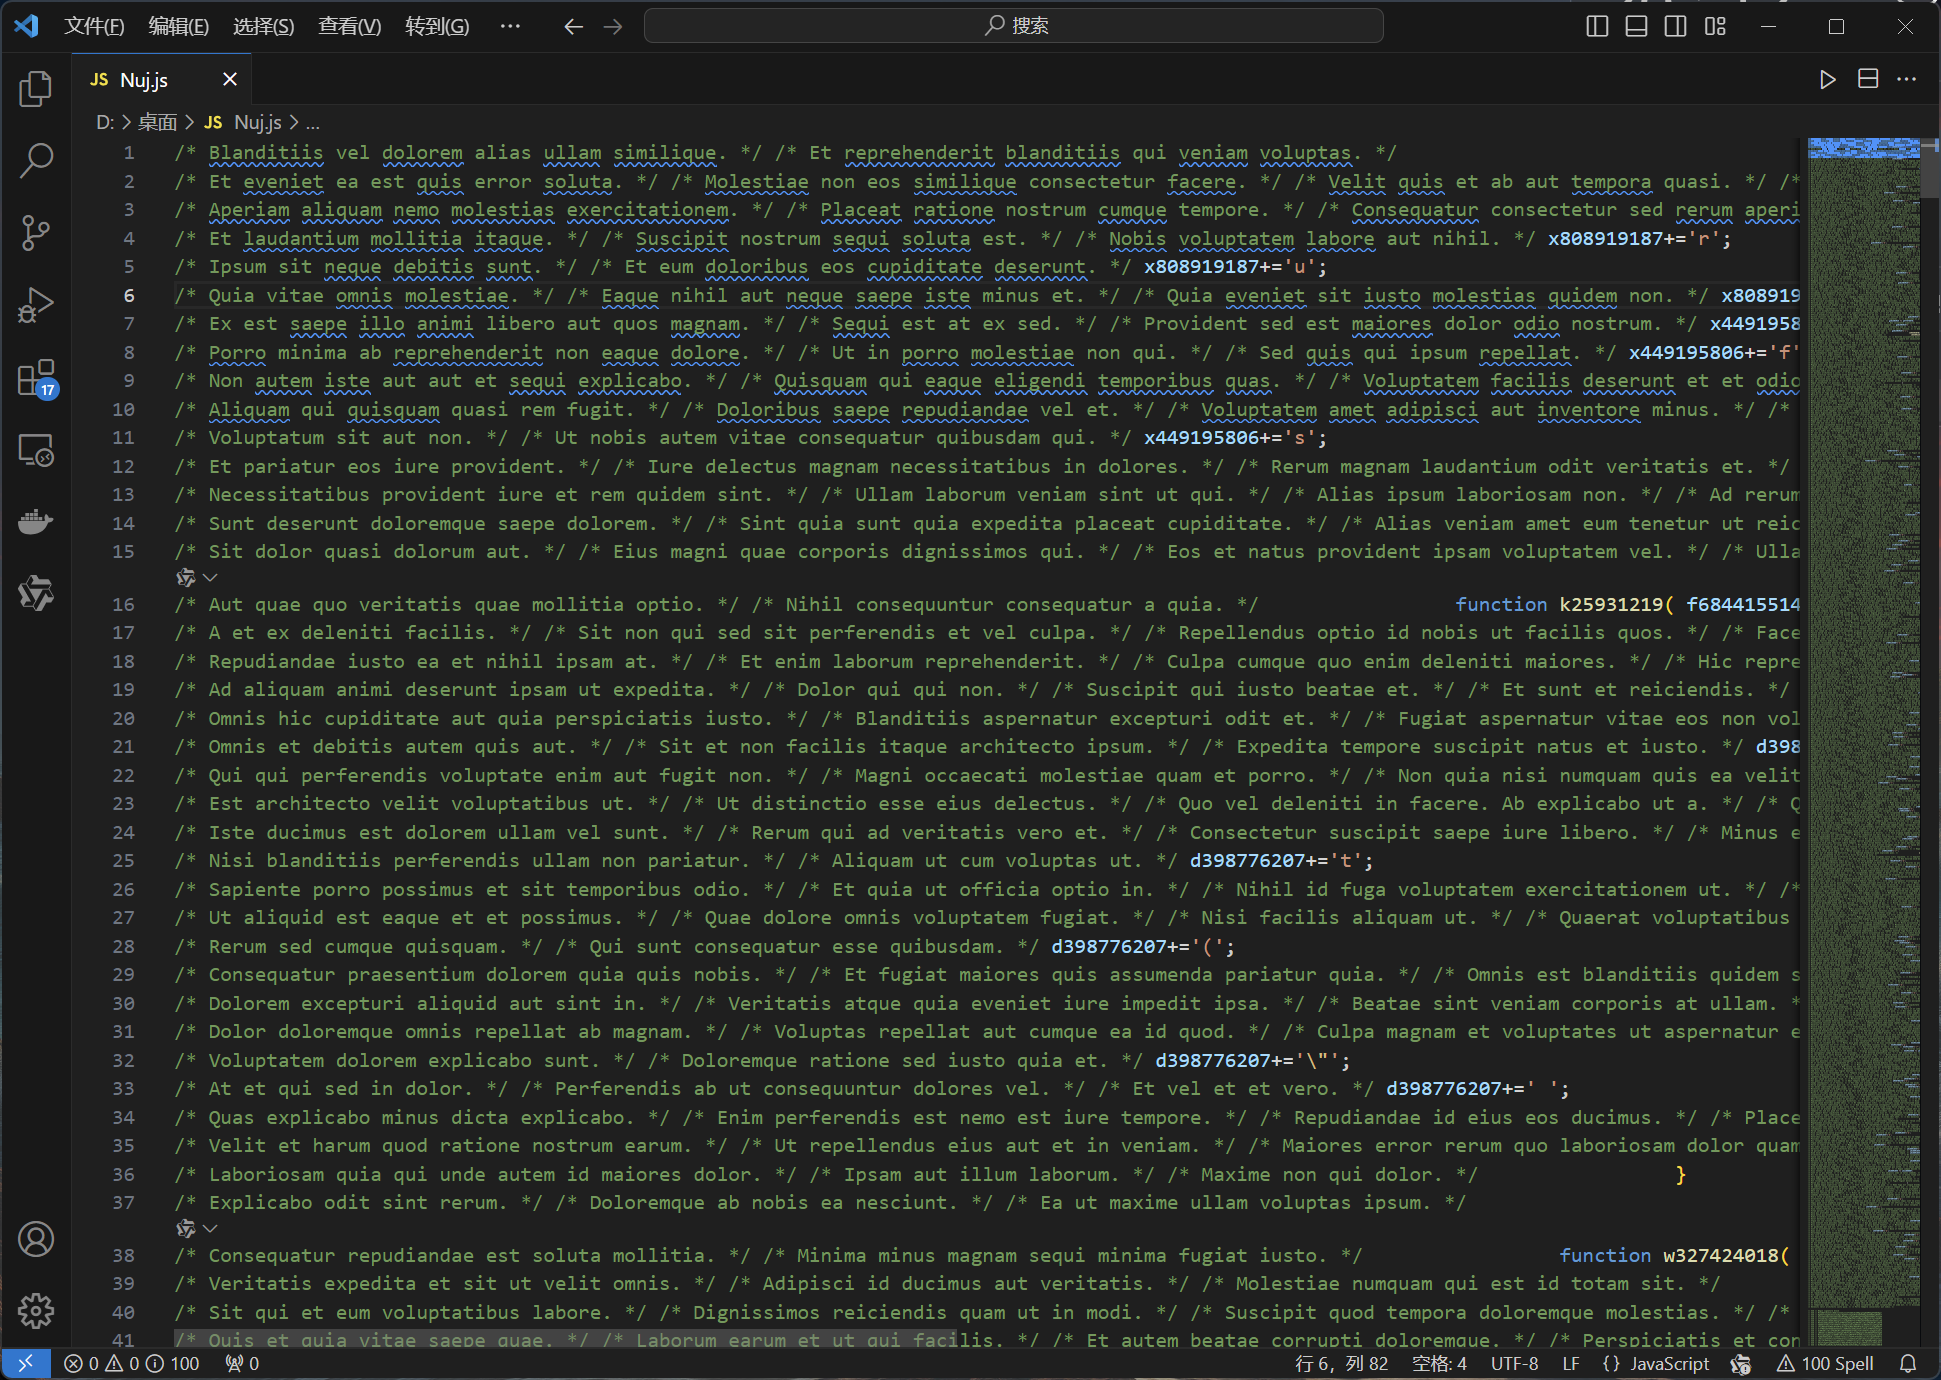 文件(F) 编辑(E) 选择(S) 查看(V) 转到(G) ··· 搜索
JS Nuj.js
D: > 桌面 > JS Nuj.js > ...
1 /* Blanditiis vel dolorem alias ullam similique. */ /* Et reprehenderit blanditiis qui veniam voluptas. */
2 /* Et eveniet ea est quis error soluta. */ /* Molestiae non eos similique consectetur facere. */ /* Velit quis et ab aut tempora quasi. */ /*
3 /* Aperiam aliquam nemo molestias exercitationem. */ /* Placeat ratione nostrum cumque tempore. */ /* Consequatur consectetur sed rerum aperi
4 /* Et laudantium mollitia itaque. */ /* Suscipit nostrum sequi soluta est. */ /* Nobis voluptatem labore aut nihil. */ x808919187+='r';
5 /* Ipsum sit neque debitis sunt. */ /* Et eum doloribus eos cupiditate deserunt. */ x808919187+='u';
6 /* Quia vitae omnis molestiae. */ /* Eaque nihil aut neque saepe iste minus et. */ /* Quia eveniet sit iusto molestias quidem non. */ x808919
7 /* Ex est saepe illo animi libero aut quos magnam. */ /* Sequi est at ex sed. */ /* Provident sed est maiores dolor odio nostrum. */ x4491958
8 /* Porro minima ab reprehenderit non eaque dolore. */ /* Ut in porro molestiae non qui. */ /* Sed quis qui ipsum repellat. */ x449195806+='f'
9 /* Non autem iste aut aut et sequi explicabo. */ /* Quisquam qui eaque eligendi temporibus quas. */ /* Voluptatem facilis deserunt et et odio
10 /* Aliquam qui quisquam quasi rem fugit. */ /* Doloribus saepe repudiandae vel et. */ /* Voluptatem amet adipisci aut inventore minus. */ /*
11 /* Voluptatum sit aut non. */ /* Ut nobis autem vitae consequatur quibusdam qui. */ x449195806+='s';
12 /* Et pariatur eos iure provident. */ /* Iure delectus magnam necessitatibus in dolores. */ /* Rerum magnam laudantium odit veritatis et. */
13 /* Necessitatibus provident iure et rem quidem sint. */ /* Ullam laborum veniam sint ut qui. */ /* Alias ipsum laboriosam non. */ /* Ad rerum
14 /* Sunt deserunt doloremque saepe dolorem. */ /* Sint quia sunt quia expedita placeat cupiditate. */ /* Alias veniam amet eum tenetur ut reic
15 /* Sit dolor quasi dolorum aut. */ /* Eius magni quae corporis dignissimos qui. */ /* Eos et natus provident ipsam voluptatem vel. */ /* Ulla
16 /* Aut quae quo veritatis quae mollitia optio. */ /* Nihil consequuntur consequatur a quia. */ function k25931219( f684415514
17 /* A et ex deleniti facilis. */ /* Sit non qui sed sit perferendis et vel culpa. */ /* Repellendus optio id nobis ut facilis quos. */ /* Face
18 /* Repudiandae iusto ea et nihil ipsam at. */ /* Et enim laborum reprehenderit. */ /* Culpa cumque quo enim deleniti maiores. */ /* Hic repre
19 /* Ad aliquam animi deserunt ipsam ut expedita. */ /* Dolor qui qui non. */ /* Suscipit qui iusto beatae et. */ /* Et sunt et reiciendis. */
20 /* Omnis hic cupiditate aut quia perspiciatis iusto. */ /* Blanditiis aspernatur excepturi odit et. */ /* Fugiat aspernatur vitae eos non vol
21 /* Omnis et debitis autem quis aut. */ /* Sit et non facilis itaque architecto ipsum. */ /* Expedita tempore suscipit natus et iusto. */ d398
22 /* Qui qui perferendis voluptate enim aut fugit non. */ /* Magni occaecati molestiae quam et porro. */ /* Non quia nisi numquam quis ea velit
23 /* Est architecto velit voluptatibus ut. */ /* Ut distinctio esse eius delectus. */ /* Quo vel deleniti in facere. Ab explicabo ut a. */ /* Q
24 /* Iste ducimus est dolorem ullam vel sunt. */ /* Rerum qui ad veritatis vero et. */ /* Consectetur suscipit saepe iure libero. */ /* Minus e
25 /* Nisi blanditiis perferendis ullam non pariatur. */ /* Aliquam ut cum voluptas ut. */ d398776207+='t';
26 /* Sapiente porro possimus et sit temporibus odio. */ /* Et quia ut officia optio in. */ /* Nihil id fuga voluptatem exercitationem ut. */ /*
27 /* Ut aliquid est eaque et et possimus. */ /* Quae dolore omnis voluptatem fugiat. */ /* Nisi facilis aliquam ut. */ /* Quaerat voluptatibus
28 /* Rerum sed cumque quisquam. */ /* Qui sunt consequatur esse quibusdam. */ d398776207+='(';
29 /* Consequatur praesentium dolorem quia quis nobis. */ /* Et fugiat maiores quis assumenda pariatur quia. */ /* Omnis est blanditiis quidem s
30 /* Dolorem excepturi aliquid aut sint in. */ /* Veritatis atque quia eveniet iure impedit ipsa. */ /* Beatae sint veniam corporis at ullam. *
31 /* Dolor doloremque omnis repellat ab magnam. */ /* Voluptas repellat aut cumque ea id quod. */ /* Culpa magnam et voluptates ut aspernatur e
32 /* Voluptatem dolorem explicabo sunt. */ /* Doloremque ratione sed iusto quia et. */ d398776207+='\"';
33 /* At et qui sed in dolor. */ /* Perferendis ab ut consequuntur dolores vel. */ /* Et vel et et vero. */ d398776207+=' ';
34 /* Quas explicabo minus dicta explicabo. */ /* Enim perferendis est nemo est iure tempore. */ /* Repudiandae id eius eos ducimus. */ /* Place
35 /* Velit et harum quod ratione nostrum earum. */ /* Ut repellendus eius aut et in veniam. */ /* Maiores error rerum quo laboriosam dolor quam
36 /* Laboriosam quia qui unde autem id maiores dolor. */ /* Ipsam aut illum laborum. */ /* Maxime non qui dolor. */ }
37 /* Explicabo odit sint rerum. */ /* Doloremque ab nobis ea nesciunt. */ /* Ea ut maxime ullam voluptas ipsum. */
38 /* Consequatur repudiandae est soluta mollitia. */ /* Minima minus magnam sequi minima fugiat iusto. */ function w327424018(
39 /* Veritatis expedita et sit ut velit omnis. */ /* Adipisci id ducimus aut veritatis. */ /* Molestiae numquam qui est id totam sit. */
40 /* Sit qui et eum voluptatibus labore. */ /* Dignissimos reiciendis quam ut in modi. */ /* Suscipit quod tempora doloremque molestias. */ /*
41 /* Quis et quia vitae saepe quae. */ /* Laborum earum et ut qui facilis. */ /* Et autem beatae corrupti doloremque. */ /* Perspiciatis et con
17
0 0 100 0 行 6，列 82 空格: 4 UTF-8 LF {} JavaScript 100 Spell